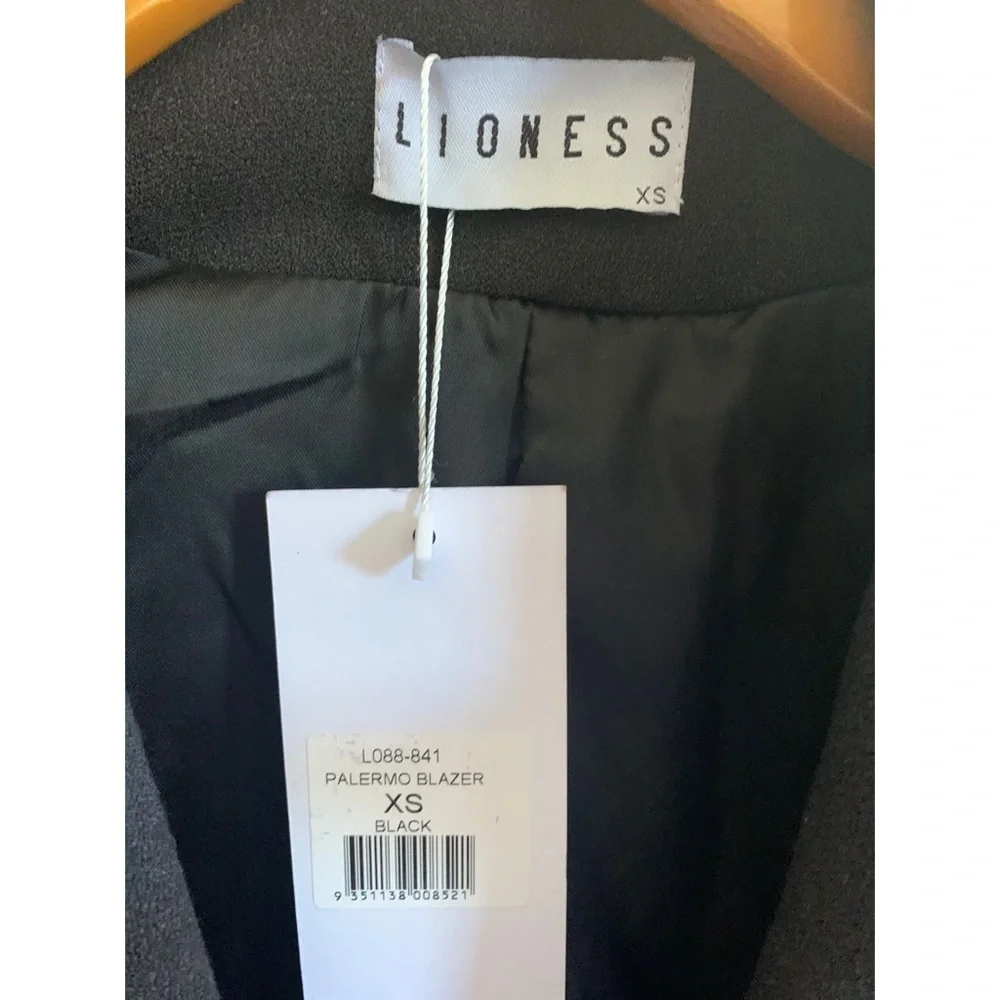 LIONESS
XS
L088-841
PALERMO BLAZER
XS
BLACK
9 351138 008521